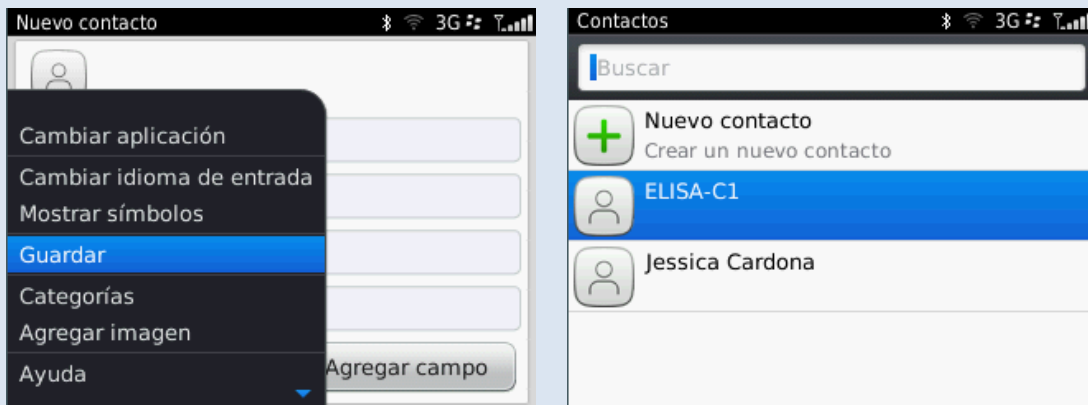 Nuevo contacto 3G
Cambiar aplicación
Cambiar idioma de entrada
Mostrar símbolos
Guardar
Categorías
Agregar imagen
Ayuda
Agregar campo
Contactos 3G
Buscar
Nuevo contacto
Crear un nuevo contacto
ELISA-C1
Jessica Cardona